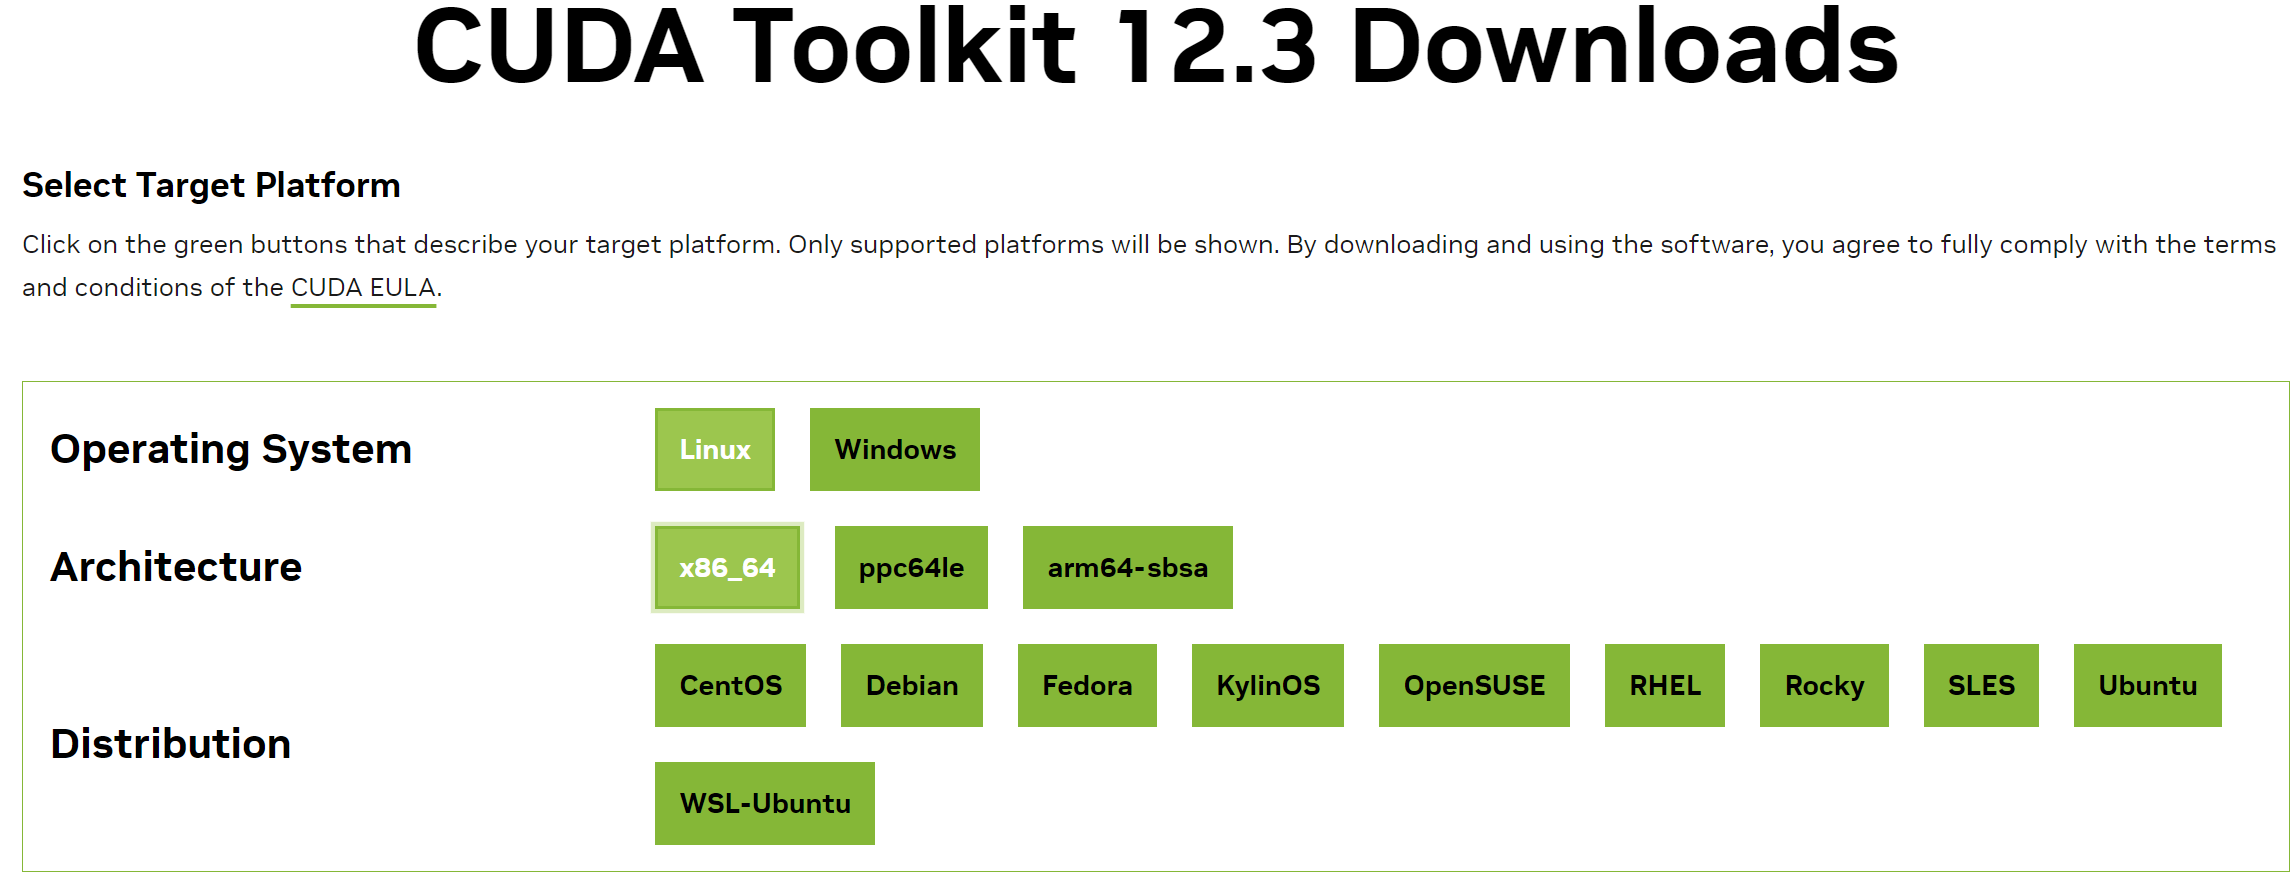 CUDA Toolkit 12.3 Downloads
Select Target Platform
Click on the green buttons that describe your target platform. Only supported platforms will be shown. By downloading and using the software, you agree to fully comply with the terms
and conditions of the CUDA EULA.
Operating System
Linux Windows
Architecture
x86_64 ppc64le arm64-sbsa
Distribution
CentOS Debian Fedora KylinOS OpenSUSE RHEL Rocky SLES Ubuntu
WSL-Ubuntu